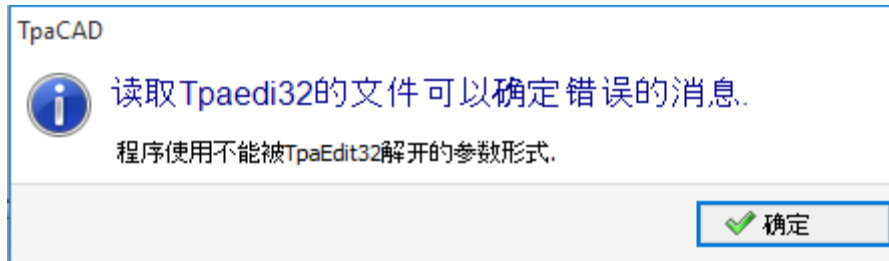 TpaCAD
读取Tpaedi32的文件可以确定错误的消息.
程序使用不能被TpaEdit32解开的参数形式.
确定